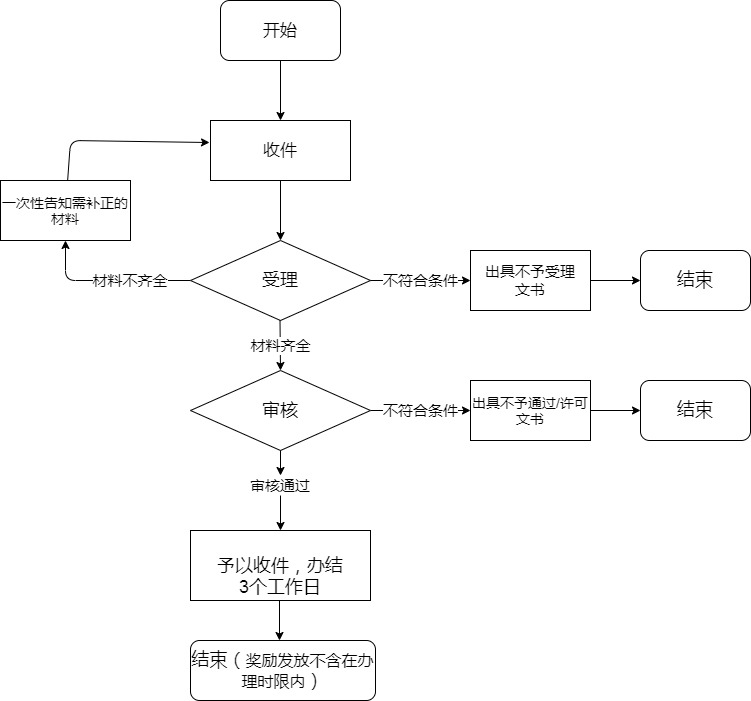 开始
收件
一次性告知需补正的
材料
材料不齐全
受理
不符合条件
出具不予受理
文书
结束
材料齐全
审核
不符合条件
出具不予通过/许可
文书
结束
审核通过
予以收件，办结
3个工作日
结束（奖励发放不含在办
理时限内）